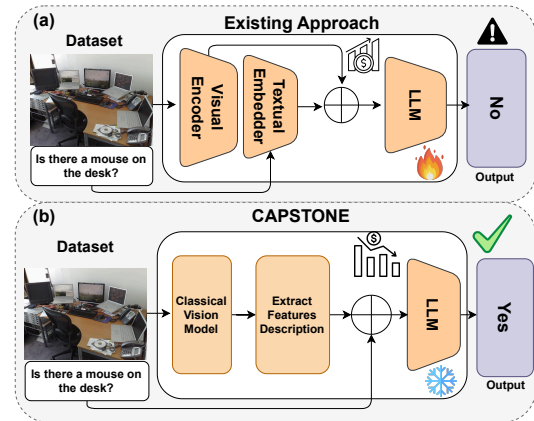 (a)
Existing Approach
Dataset
Visual
Encoder
Textual
Embedder
$
LLM
No
Is there a mouse on
the desk?
Output
(b)
CAPSTONE
Dataset
$
Classical
Vision
Model
Extract
Features
Description
LLM
Yes
Is there a mouse on
the desk?
Output